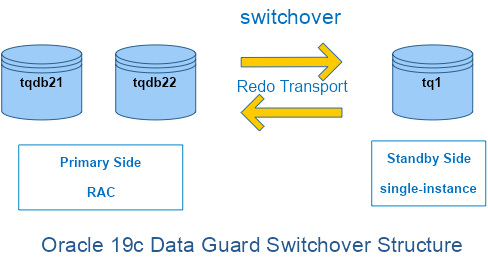 switchover
tqdb21
tqdb22
Redo Transport
tq1
Primary Side
RAC
Standby Side
single-instance
Oracle 19c Data Guard Switchover Structure